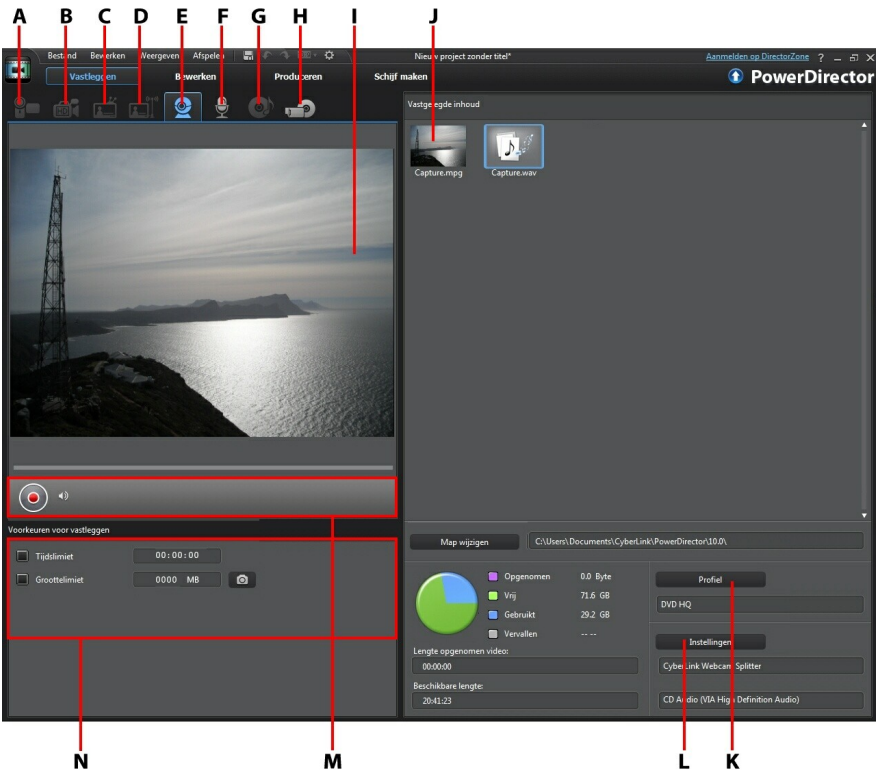 A B C D E F G H I J
Bestand Bewerken Weergeven Afspelen Nieuw project zonder titel* Aanmelden op DirectorZone ?
Vastleggen Bewerken Produceren Schijf maken PowerDirector
HD
Vastgelegde inhoud
Capture.mpg Capture.wav
Voorkeuren voor vastleggen
Tijdslimiet 00:00:00
Groottelimiet 0000 MB
Map wijzigen C:\Users\Documents\CyberLink\PowerDirector\10.0\
Opgenomen 0.0 Byte
Vrij 71.6 GB
Gebruikt 29.2 GB
Vervallen -- --
Lengte opgenomen video:
00:00:00
Beschikbare lengte:
20:41:23
Profiel
DVD HQ
Instellingen
CyberLink Webcam Splitter
CD Audio (VIA High Definition Audio)
N M L K